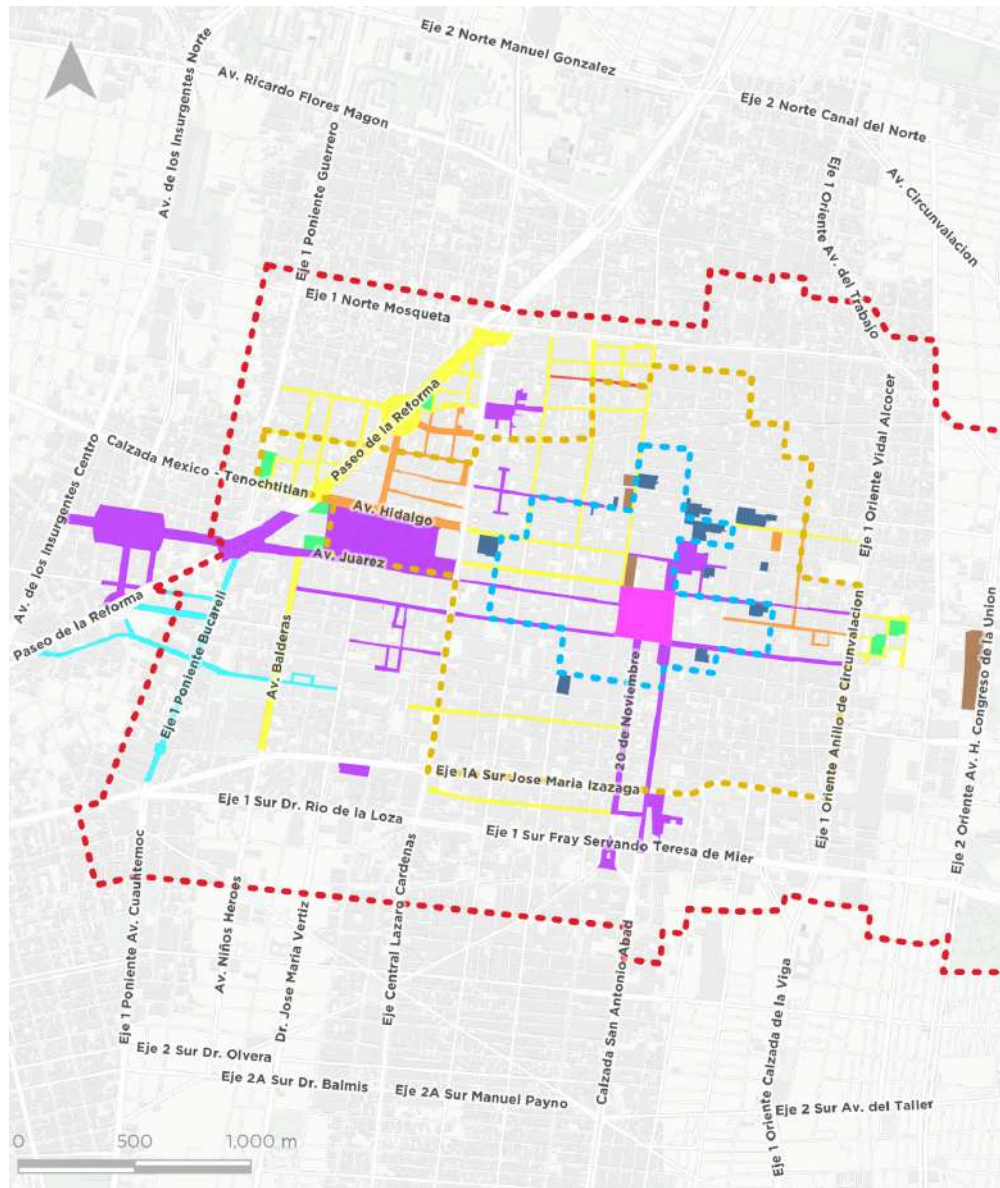 Eje 2 Norte Manuel Gonzalez
Av. de los Insurgentes Norte
Av. Ricardo Flores Magon
Eje 2 Norte Canal del Norte
Eje 1 Poniente Guerrero
Av. Circunvalacion
Eje 1 Oriente Av. del Trabajo
Eje 1 Norte Mosqueta
Eje 1 Oriente Vidal Alcocer
Paseo de la Reforma
Calzada Mexico - Tenochtitlan
Av. de los Insurgentes Centro
Av. Hidalgo
Av. Juarez
Paseo de la Reforma
Eje 1 Poniente Bucareli
Av. Balderas
20 de Noviembre
Eje 1 Oriente Anillo de Circunvalacion
Eje 2 Oriente Av. H. Congreso de la Union
Eje 1A Sur Jose Maria Izazaga
Eje 1 Sur Dr. Rio de la Loza
Eje 1 Sur Fray Servando Teresa de Mier
Eje 1 Poniente Av. Cuauhtemoc
Av. Niños Heroes
Dr. Jose Maria Vertiz
Eje Central Lazaro Cardenas
Calzada San Antonio Abad
Eje 1 Oriente Calzada de la Viga
Eje 2 Sur Dr. Olvera
Eje 2A Sur Dr. Balmis
Eje 2A Sur Manuel Payno
Eje 2 Sur Av. del Taller
0 500 1,000 m